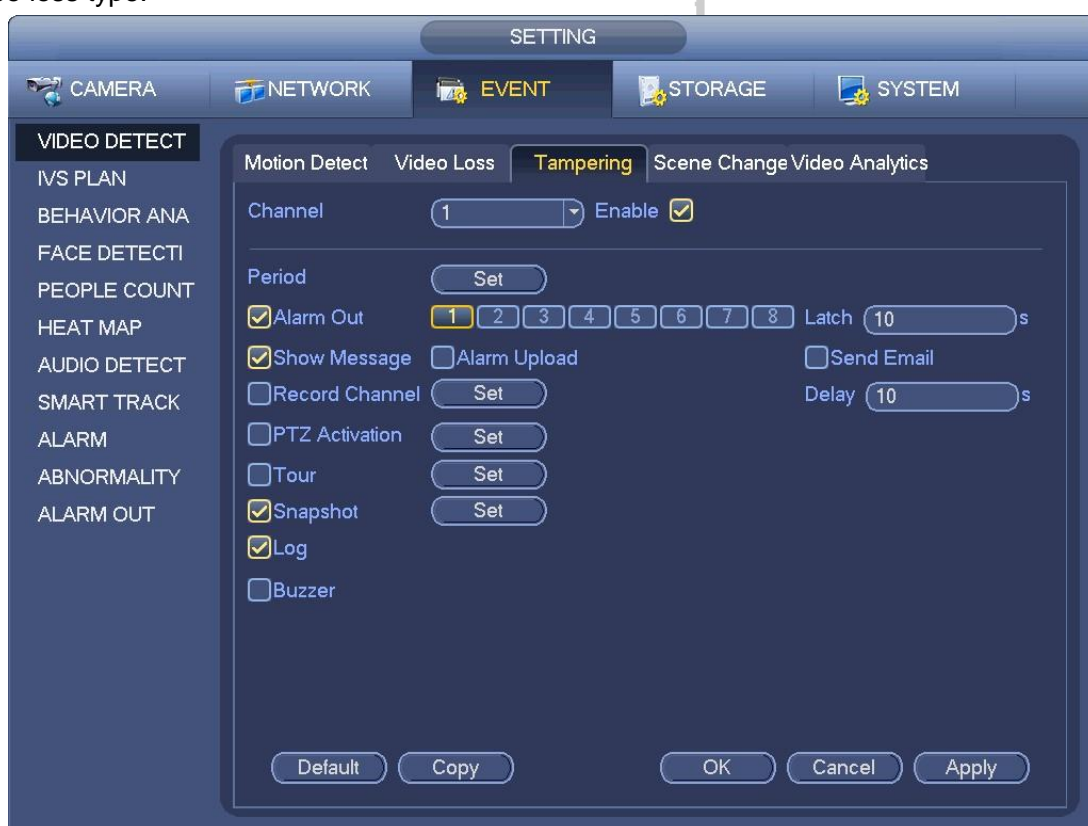 SETTING
CAMERA NETWORK EVENT STORAGE SYSTEM
VIDEO DETECT
IVS PLAN
BEHAVIOR ANA
FACE DETECTI
PEOPLE COUNT
HEAT MAP
AUDIO DETECT
SMART TRACK
ALARM
ABNORMALITY
ALARM OUT
Motion Detect Video Loss Tampering Scene Change Video Analytics
Channel 1 Enable
Period Set
Alarm Out 1 2 3 4 5 6 7 8 Latch 10 s
Show Message Alarm Upload Send Email
Record Channel Set Delay 10 s
PTZ Activation Set
Tour Set
Snapshot Set
Log
Buzzer
Default Copy OK Cancel Apply